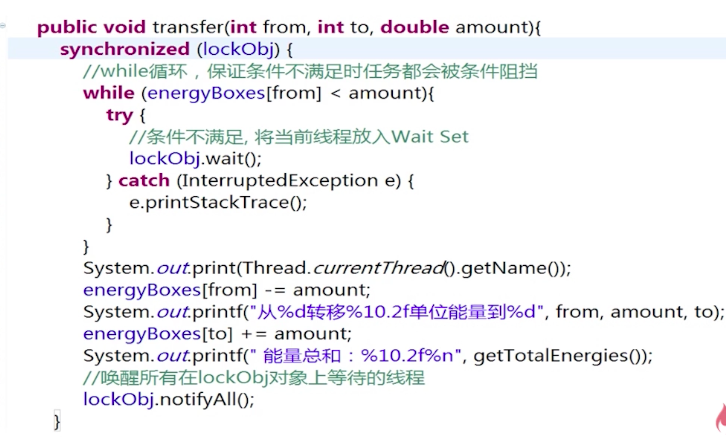 public void transfer(int from, int to, double amount){
synchronized (lockObj) {
//while循环，保证条件不满足时任务都会被条件阻挡
while (energyBoxes[from] < amount){
try {
//条件不满足, 将当前线程放入Wait Set
lockObj.wait();
} catch (InterruptedException e) {
e.printStackTrace();
}
}
System.out.print(Thread.currentThread().getName());
energyBoxes[from] -= amount;
System.out.printf("从%d转移%10.2f单位能量到%d", from, amount, to);
energyBoxes[to] += amount;
System.out.printf(" 能量总和：%10.2f%n", getTotalEnergies());
//唤醒所有在lockObj对象上等待的线程
lockObj.notifyAll();
}